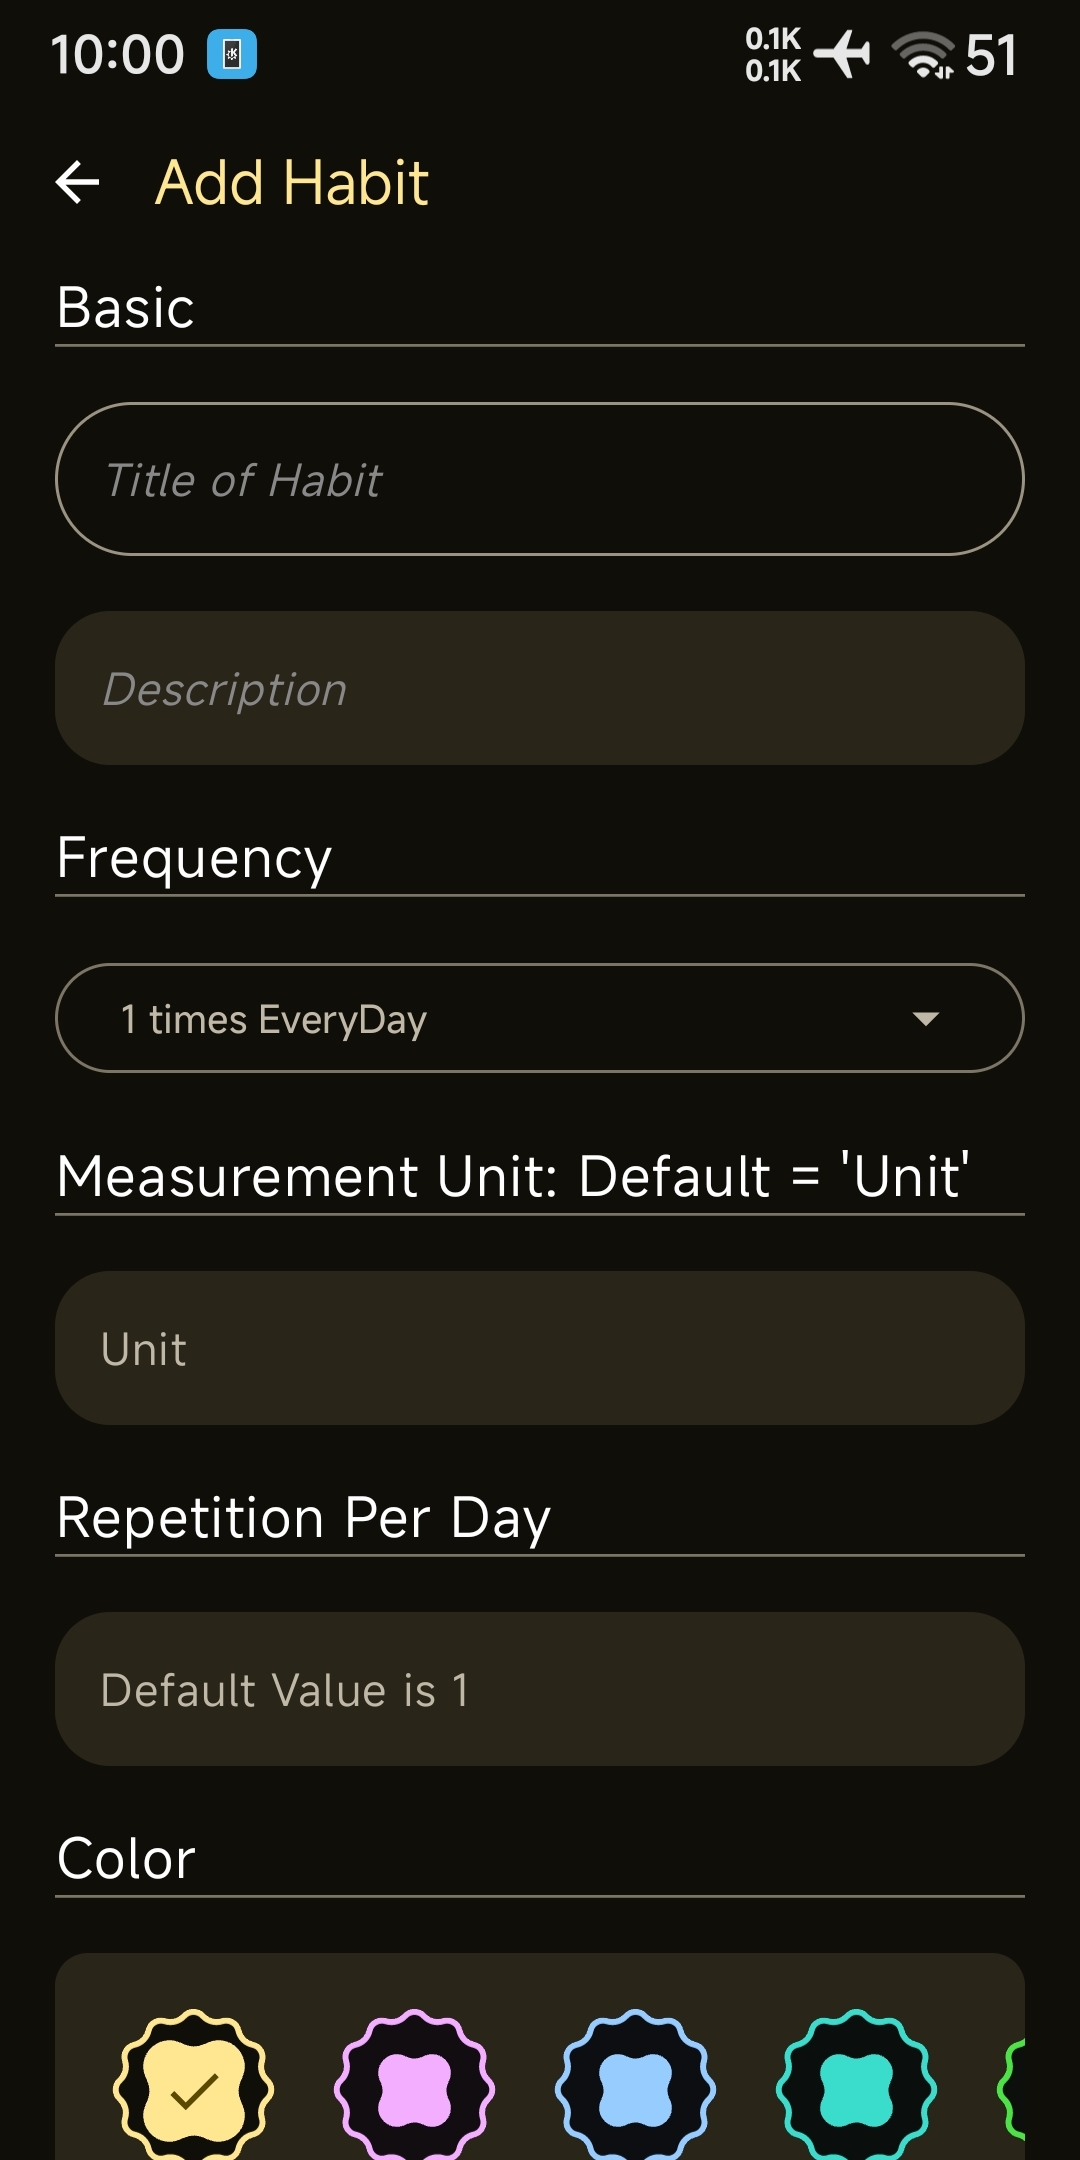 10:00
0.1K
0.1K
51
Add Habit
Basic
Title of Habit
Description
Frequency
1 times EveryDay
Measurement Unit: Default = 'Unit'
Unit
Repetition Per Day
Default Value is 1
Color